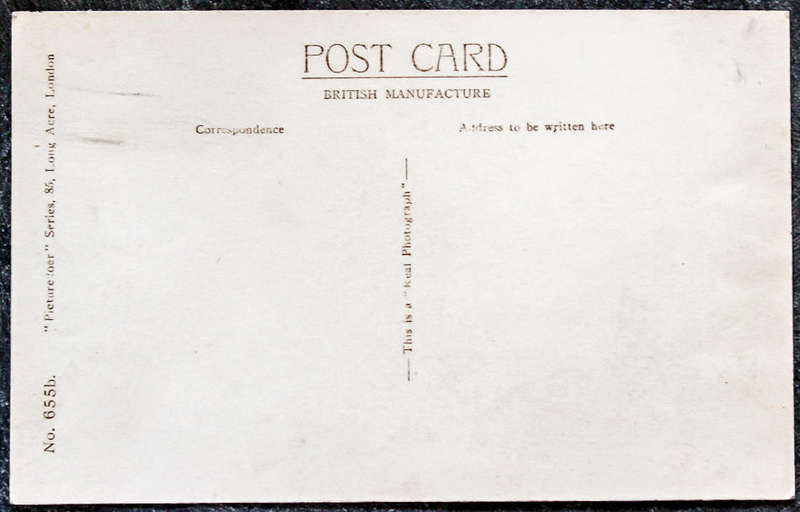 POST CARD
BRITISH MANUFACTURE
Correspondence
Address to be written here
This is a "Real Photograph"
No. 655b. "Picturegoer" Series, 85, Long Acre, London